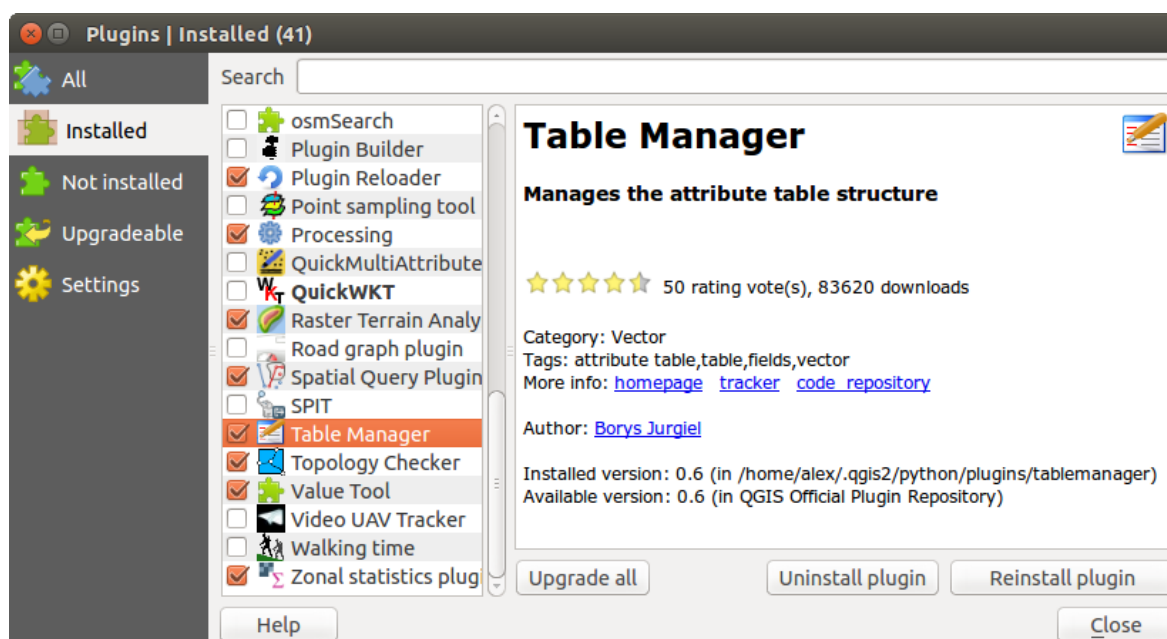 Plugins | Installed (41)
All
Installed
Not installed
Upgradeable
Settings
Search
osmSearch
Plugin Builder
Plugin Reloader
Point sampling tool
Processing
QuickMultiAttribute
WKT QuickWKT
Raster Terrain Analy
Road graph plugin
Spatial Query Plugin
SPIT
Table Manager
Topology Checker
Value Tool
Video UAV Tracker
Walking time
Σ Zonal statistics plugi
Table Manager
Manages the attribute table structure
50 rating vote(s), 83620 downloads
Category: Vector
Tags: attribute table,table,fields,vector
More info: homepage tracker code repository
Author: Borys Jurgiel
Installed version: 0.6 (in /home/alex/.qgis2/python/plugins/tablemanager)
Available version: 0.6 (in QGIS Official Plugin Repository)
Upgrade all
Uninstall plugin
Reinstall plugin
Help
Close